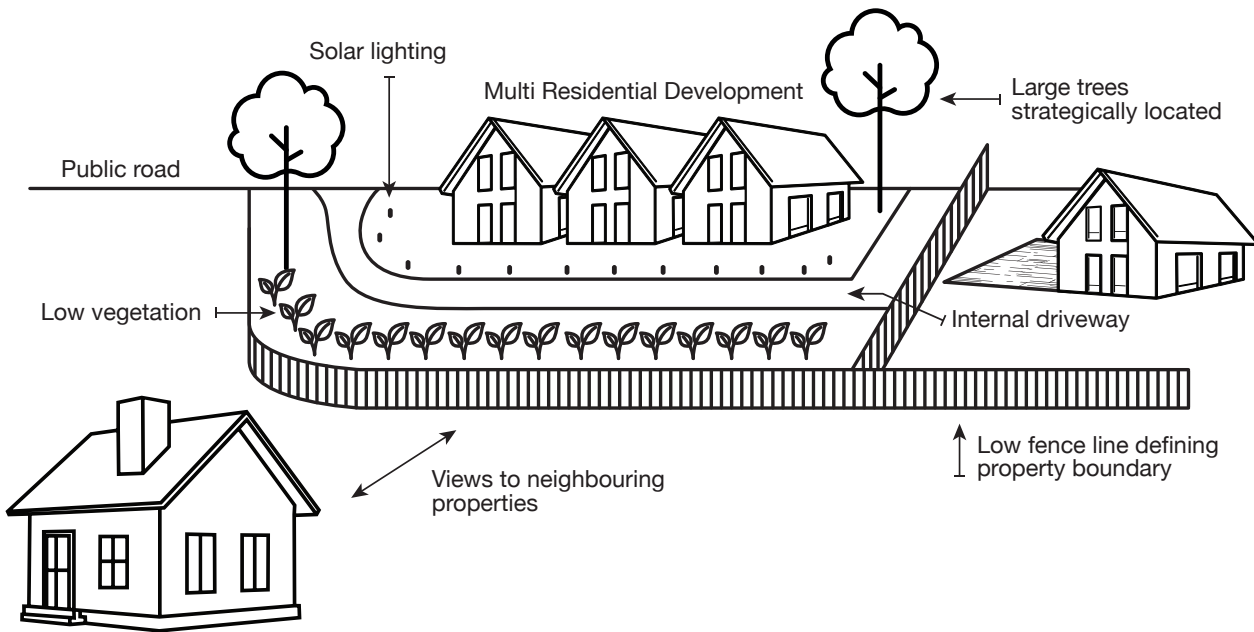 Solar lighting
Multi Residential Development
Large trees
strategically located
Public road
Low vegetation
Internal driveway
Views to neighbouring
properties
Low fence line defining
property boundary